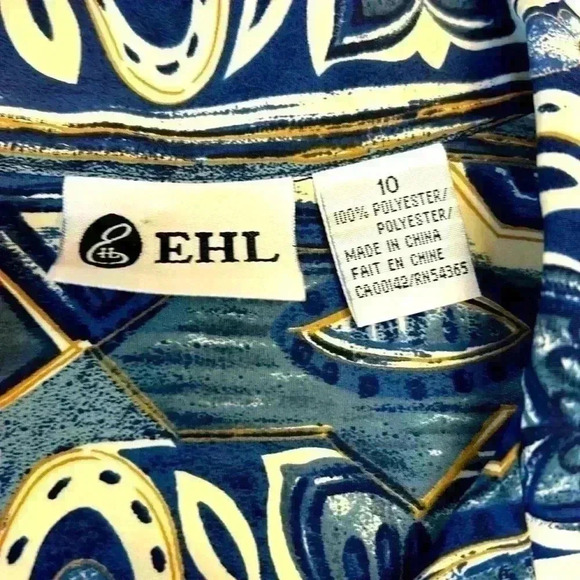 EHL
10
100% POLYESTER/
POLYESTER/
MADE IN CHINA
FAIT EN CHINE
CA00142/RN54365